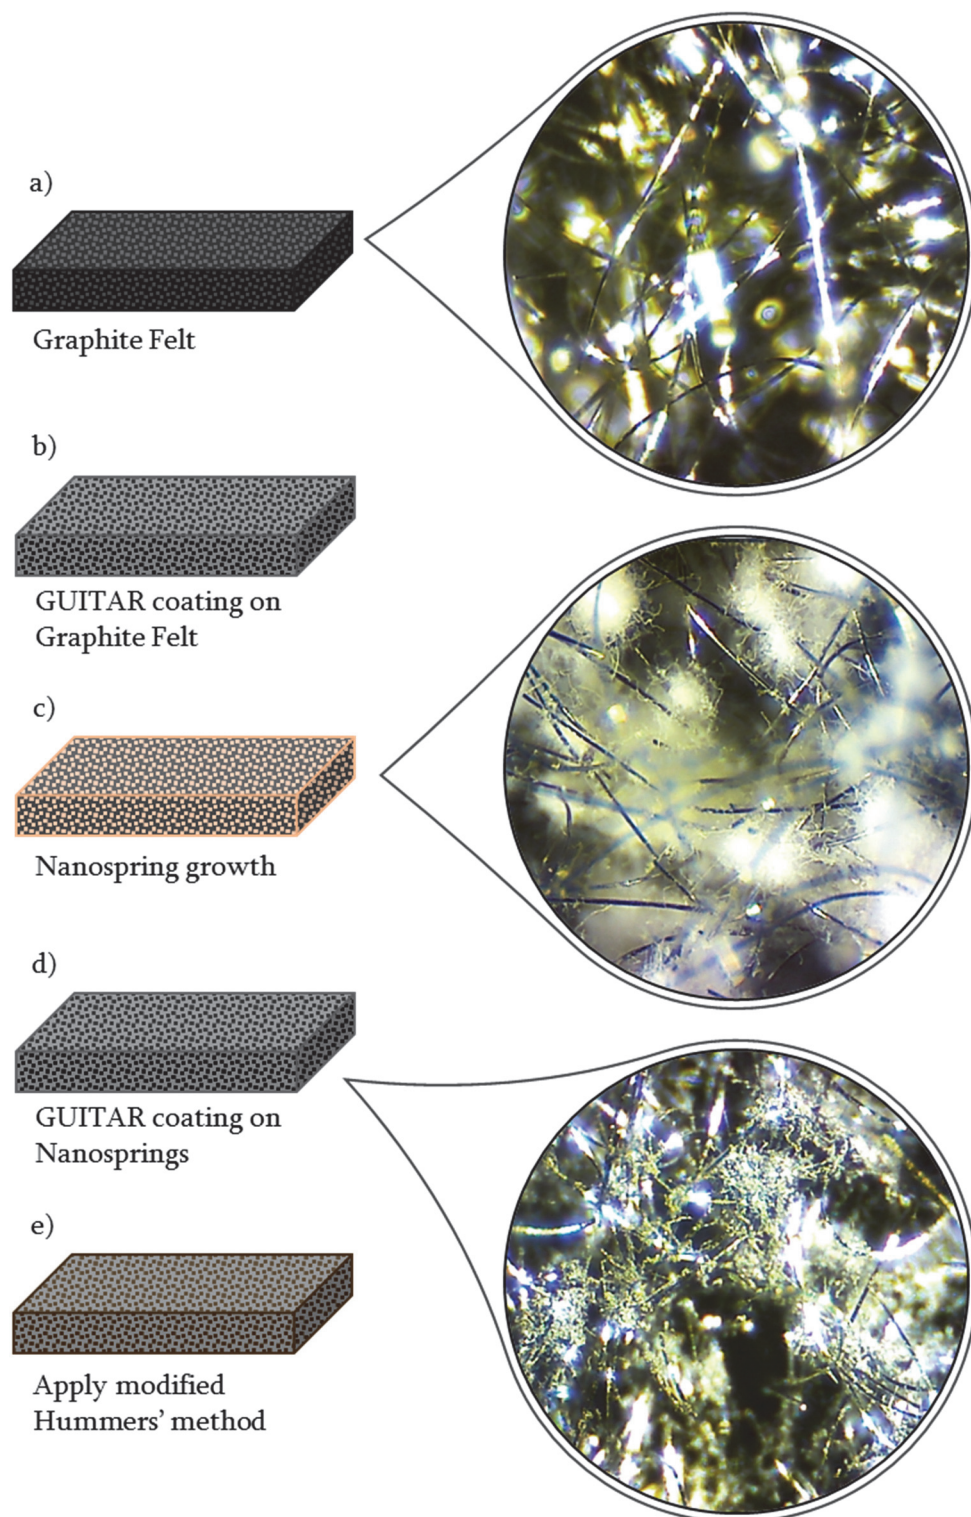 a)
Graphite Felt
b)
GUITAR coating on
Graphite Felt
c)
Nanospring growth
d)
GUITAR coating on
Nanosprings
e)
Apply modified
Hummers’ method